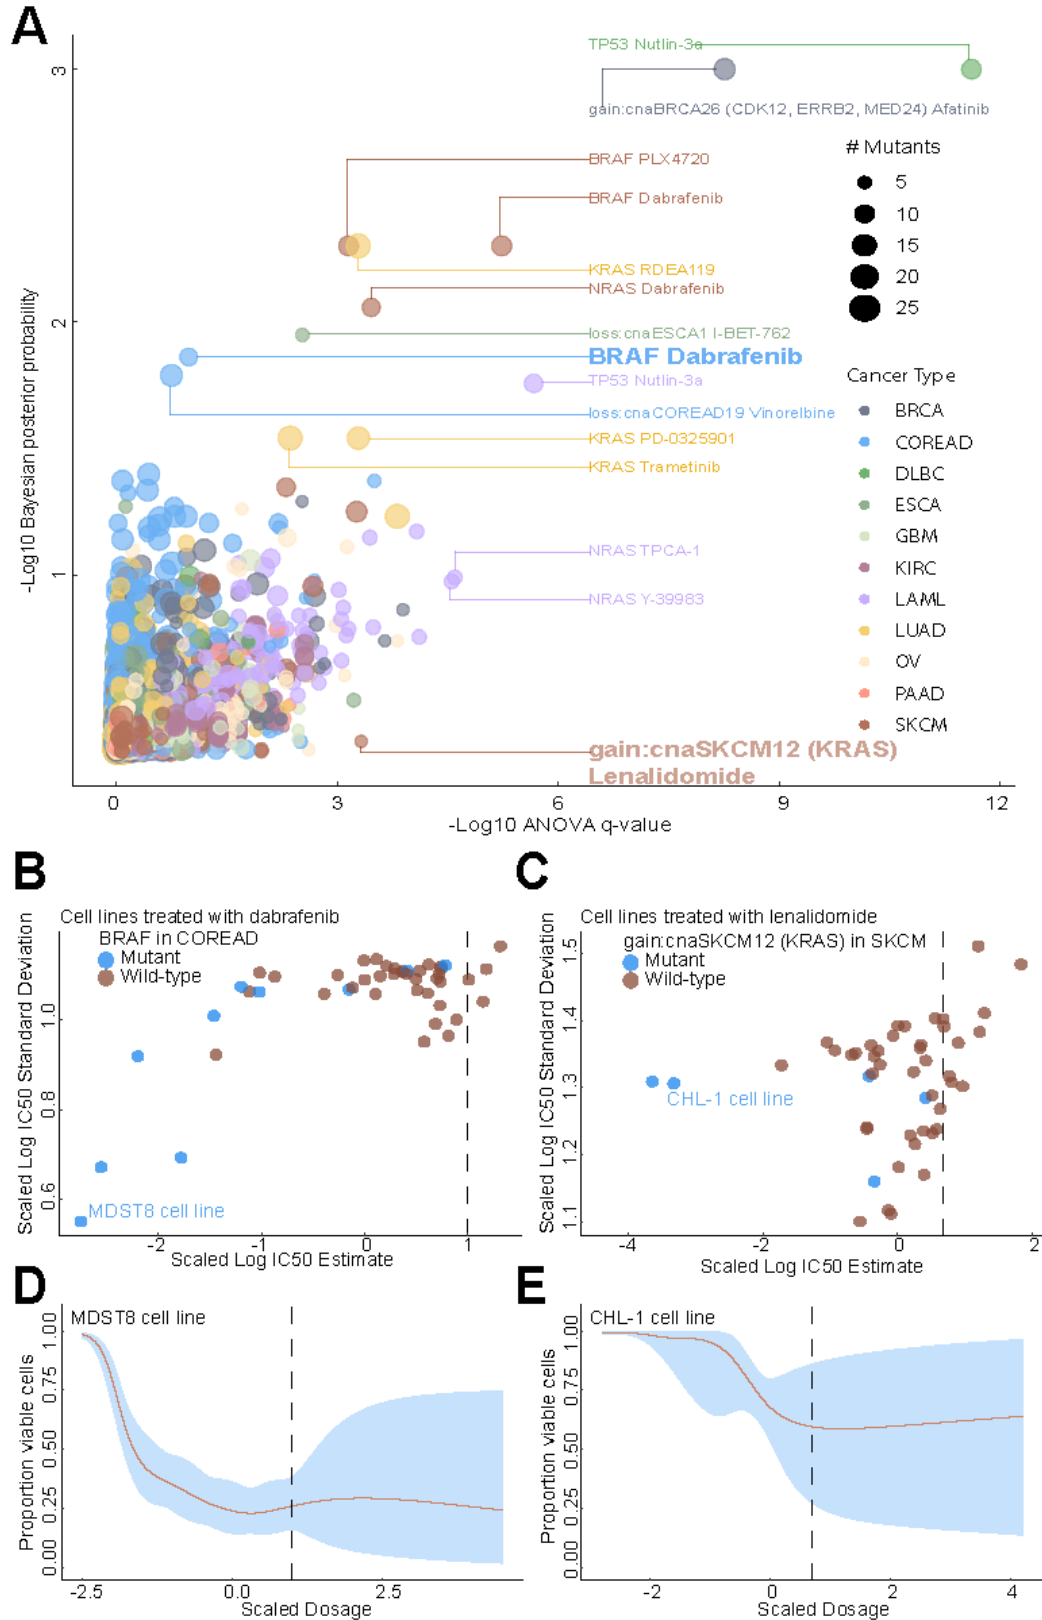 A
TP53 Nutlin-3a
3
gain:cnaBRCA26 (CDK12, ERRB2, MED24) Afatinib
# Mutants
BRAF PLX4720
5
BRAF Dabrafenib
10
15
KRAS RDEA119
20
NRAS Dabrafenib
25
2
loss:cnaESCA1 I-BET-762
BRAF Dabrafenib
Cancer Type
TP53 Nutlin-3a
loss:cnaCOREAD19 Vinorelbine
BRCA
KRAS PD-0325901
COREAD
KRAS Trametinib
DLBC
ESCA
GBM
NRAS TPCA-1
KIRC
1
NRAS Y-39983
LAML
LUAD
OV
PAAD
SKCM
gain:cnaSKCM12 (KRAS)
Lenalidomide
-Log10 Bayesian posterior probability
0 3 6 9 12
-Log10 ANOVA q-value
B
Cell lines treated with dabrafenib
BRAF in COREAD
Mutant
Wild-type
Scaled Log IC50 Standard Deviation
1.0
0.8
0.6
MDST8 cell line
-2 -1 0 1
Scaled Log IC50 Estimate
C
Cell lines treated with lenalidomide
gain:cnaSKCM12 (KRAS) in SKCM
Mutant
Wild-type
Scaled Log IC50 Standard Deviation
1.5
1.4
1.3
1.2
1.1
CHL-1 cell line
-4 -2 0 2
Scaled Log IC50 Estimate
D
MDST8 cell line
Proportion viable cells
1.00
0.75
0.50
0.25
0.00
-2.5 0.0 2.5
Scaled Dosage
E
CHL-1 cell line
Proportion viable cells
1.00
0.75
0.50
0.25
0.00
-2 0 2 4
Scaled Dosage